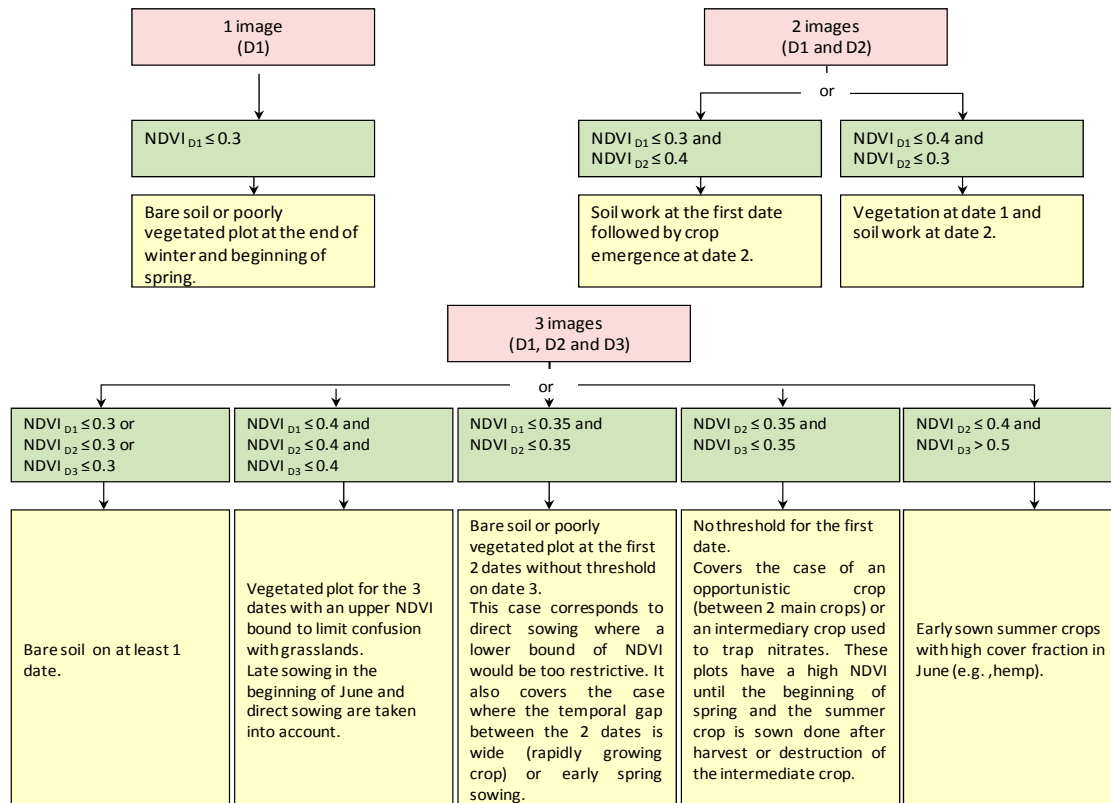 1 image
(D1)
2 images
(D1 and D2)
or
NDVI D1 ≤ 0.3
NDVI D1 ≤ 0.3 and
NDVI D2 ≤ 0.4
NDVI D1 ≤ 0.4 and
NDVI D2 ≤ 0.3
Bare soil or poorly
vegetated plot at the end of
winter and beginning of
spring.
Soil work at the first date
followed by crop
emergence at date 2.
Vegetation at date 1 and
soil work at date 2.
3 images
(D1, D2 and D3)
or
NDVI D1 ≤ 0.3 or
NDVI D2 ≤ 0.3 or
NDVI D3 ≤ 0.3
NDVI D1 ≤ 0.4 and
NDVI D2 ≤ 0.4 and
NDVI D3 ≤ 0.4
NDVI D1 ≤ 0.35 and
NDVI D2 ≤ 0.35
NDVI D2 ≤ 0.35 and
NDVI D3 ≤ 0.35
NDVI D2 ≤ 0.4 and
NDVI D3 > 0.5
Bare soil on at least 1
date.
Vegetated plot for the 3
dates with an upper NDVI
bound to limit confusion
with grasslands.
Late sowing in the
beginning of June and
direct sowing are taken
into account.
Bare soil or poorly
vegetated plot at the first
2 dates without threshold
on date 3.
This case corresponds to
direct sowing where a
lower bound of NDVI
would be too restrictive. It
also covers the case
where the temporal gap
between the 2 dates is
wide (rapidly growing
crop) or early spring
sowing.
No threshold for the first
date.
Covers the case of an
opportunistic crop
(between 2 main crops) or
an intermediary crop used
to trap nitrates. These
plots have a high NDVI
until the beginning of
spring and the summer
crop is sown done after
harvest or destruction of
the intermediate crop.
Early sown summer crops
with high cover fraction in
June (e.g. ,hemp).